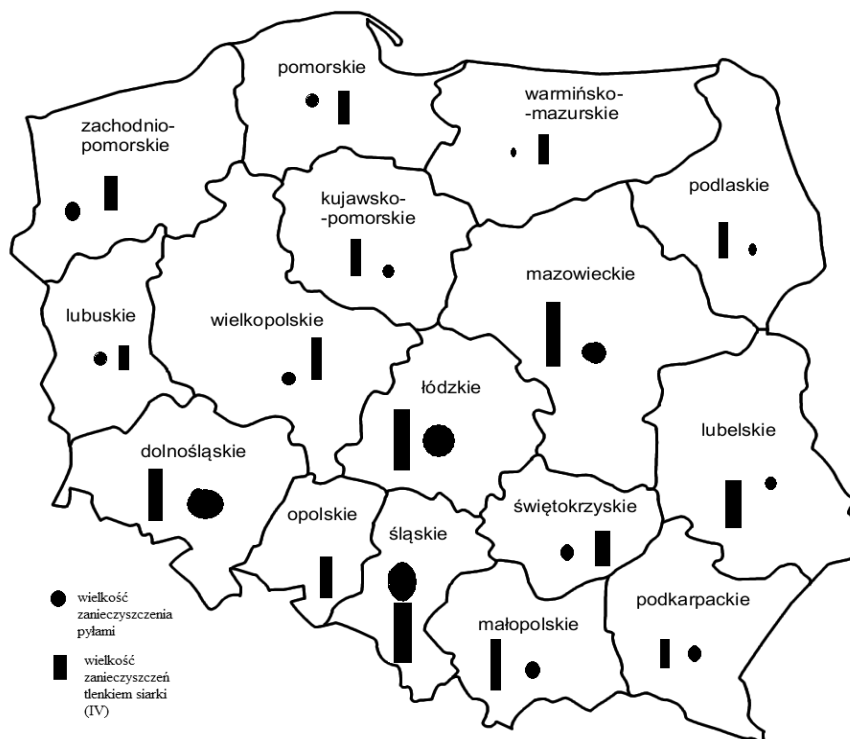 pomorskie
warmińsko-
-mazurskie
zachodnio-
pomorskie
podlaskie
kujawsko-
-pomorskie
mazowieckie
lubuskie
wielkopolskie
łódzkie
lubelskie
dolnośląskie
świętokrzyskie
opolskie
śląskie
podkarpackie
małopolskie
wielkość
zanieczyszczenia
pyłami
wielkość
zanieczyszczeń
tlenkiem siarki
(IV)